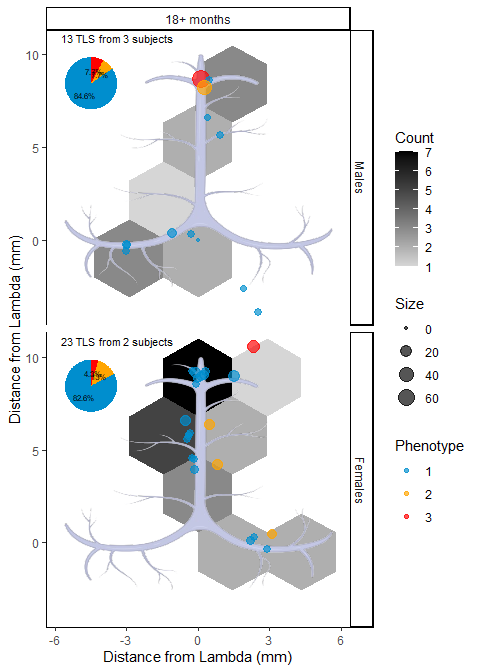 18+ months
13 TLS from 3 subjects
84.6%
10
5
0
Males
23 TLS from 2 subjects
82.6%
10
5
0
Females
-6
-3
0
3
6
Distance from Lambda (mm)
Distance from Lambda (mm)
Count
7
6
5
4
3
2
1
Size
0
20
40
60
Phenotype
1
2
3